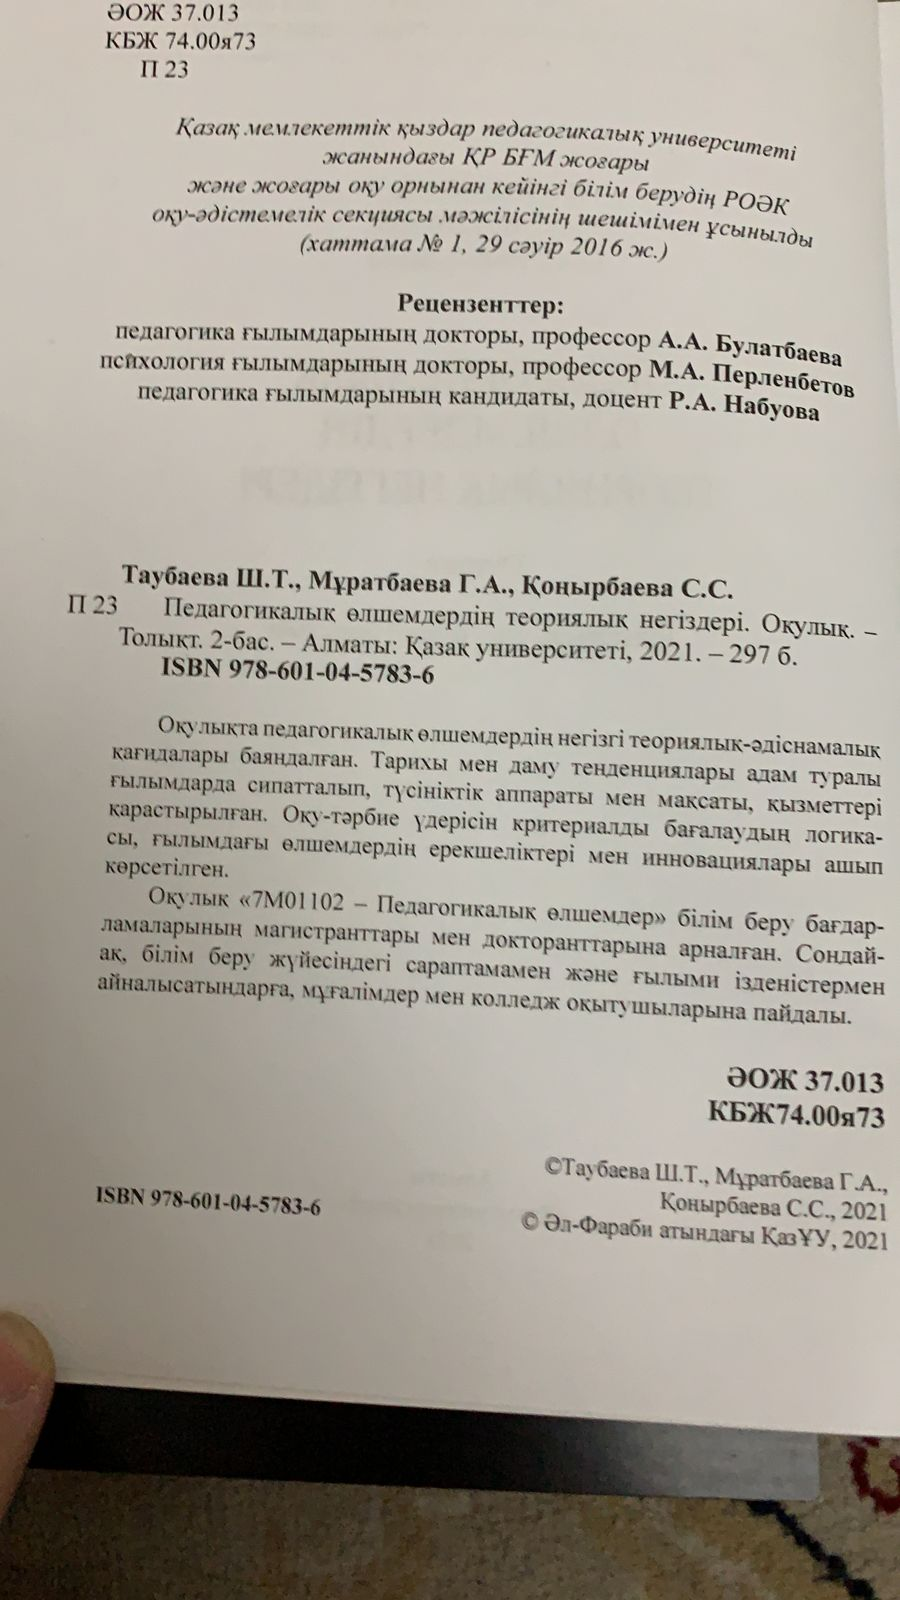 ӘОЖ 37.013
КБЖ 74.00я73
П 23
Қазақ мемлекеттік қыздар педагогикалық университеті
жанындағы ҚР БҒМ жоғары
және жоғары оқу орнынан кейінгі білім берудің РОӘК
оқу-әдістемелік секциясы мәжілісінің шешімімен ұсынылды
(хаттама № 1, 29 сәуір 2016 ж.)
Рецензенттер:
педагогика ғылымдарының докторы, профессор А.А. Булатбаева
психология ғылымдарының докторы, профессор М.А. Перленбетов
педагогика ғылымдарының кандидаты, доцент Р.А. Набуова
Таубаева Ш.Т., Мұратбаева Г.А., Қоңырбаева С.С.
П 23 Педагогикалық өлшемдердің теориялық негіздері. Оқулық. –
Толықт. 2-бас. – Алматы: Қазақ университеті, 2021. – 297 б.
ISBN 978-601-04-5783-6
Оқулықта педагогикалық өлшемдердің негізгі теориялық-әдіснамалық
қағидалары баяндалған. Тарихы мен даму тенденциялары адам туралы
ғылымдарда сипатталып, түсініктік аппараты мен мақсаты, қызметтері
қарастырылған. Оқу-тәрбие үдерісін критериалды бағалаудың логика-
сы, ғылымдағы өлшемдердің ерекшеліктері мен инновациялары ашып
көрсетілген.
Оқулық «7М01102 – Педагогикалық өлшемдер» білім беру бағдар-
ламаларының магистранттары мен докторанттарына арналған. Сондай-
ақ, білім беру жүйесіндегі сараптамамен және ғылыми ізденістермен
айналысатындарға, мұғалімдер мен колледж оқытушыларына пайдалы.
ӘОЖ 37.013
КБЖ74.00я73
©Таубаева Ш.Т., Мұратбаева Г.А.,
Қоңырбаева С.С., 2021
ISBN 978-601-04-5783-6
© Әл-Фараби атындағы ҚазҰУ, 2021